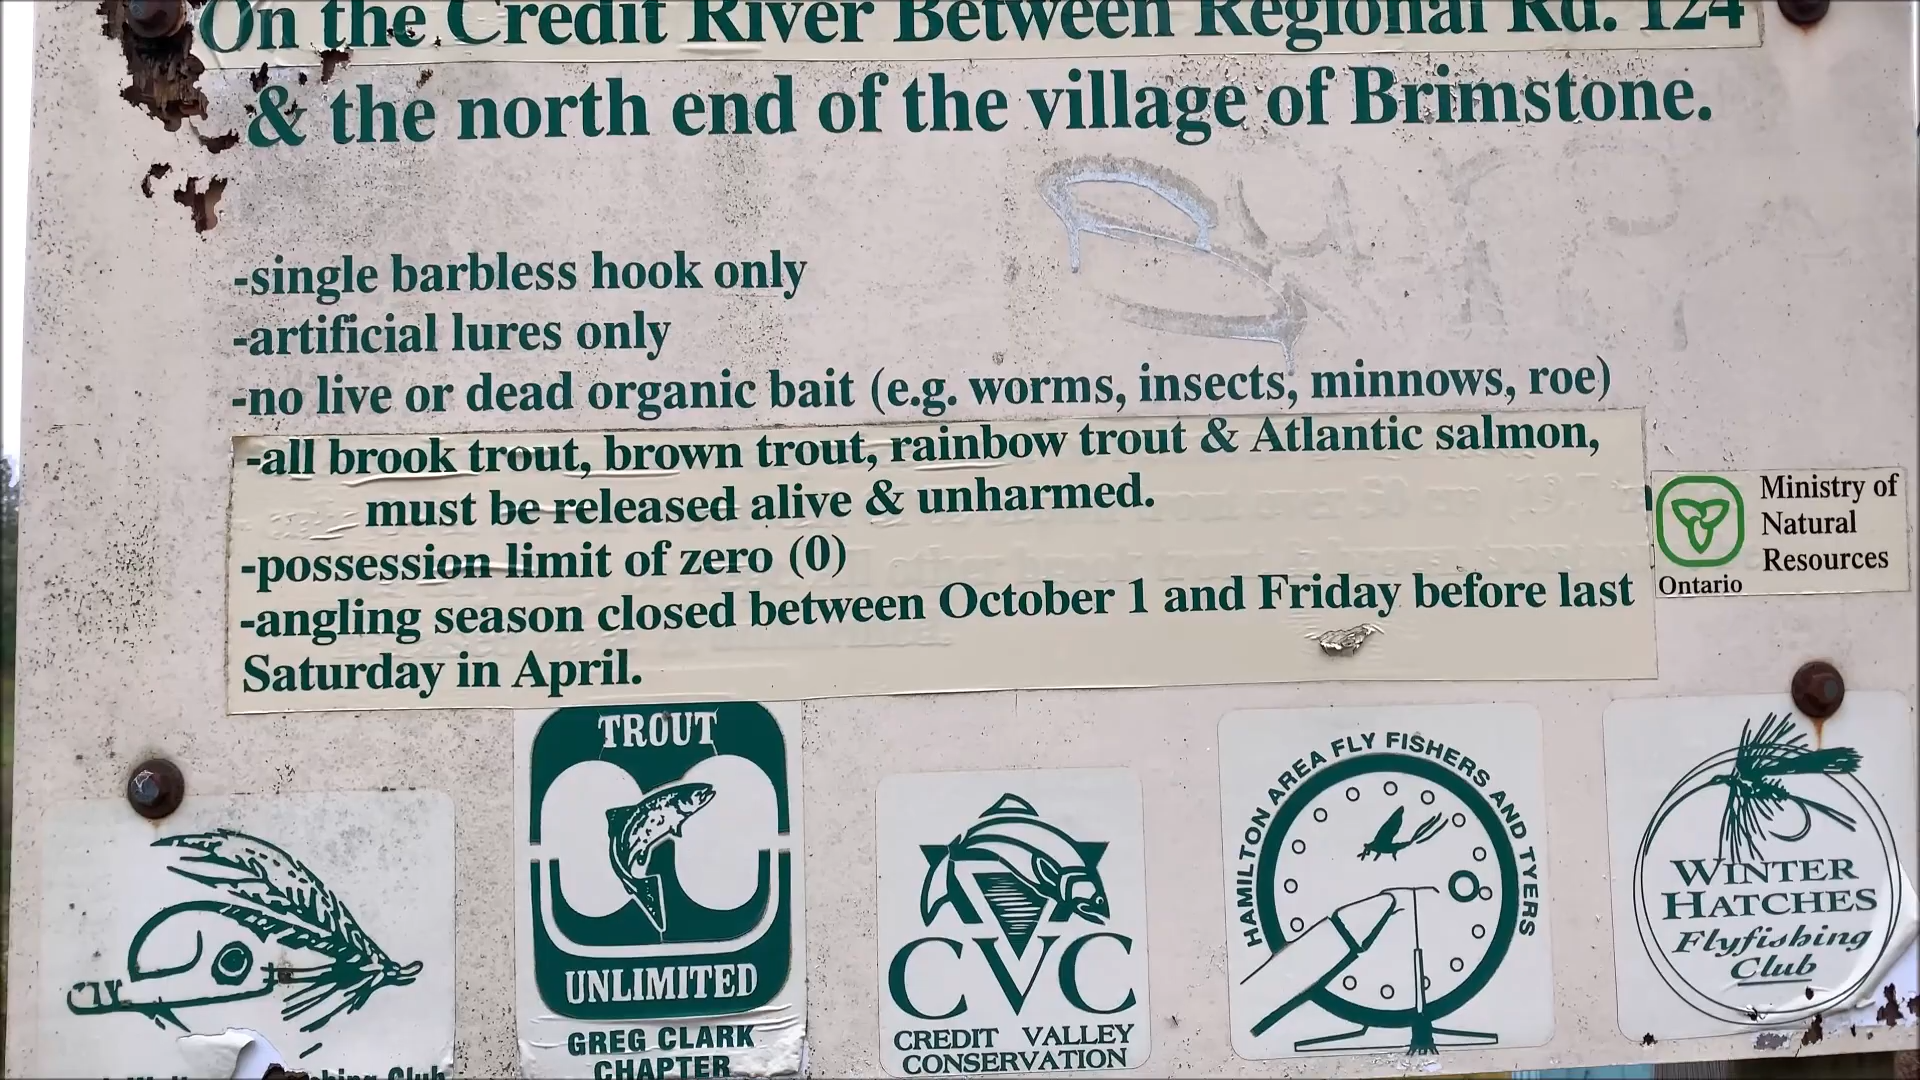 On the Credit River Between Regional Rd. 124
& the north end of the village of Brimstone.
-single barbless hook only
-artificial lures only
-no live or dead organic bait (e.g. worms, insects, minnows, roe)
-all brook trout, brown trout, rainbow trout & Atlantic salmon,
must be released alive & unharmed.
-possession limit of zero (0)
-angling season closed between October 1 and Friday before last
Saturday in April.
Ministry of
Natural
Resources
Ontario
TROUT
UNLIMITED
GREG CLARK
CHAPTER
CVC
CREDIT VALLEY
CONSERVATION
HAMILTON AREA FLY FISHERS AND TYERS
WINTER
HATCHES
Flyfishing
Club
Club